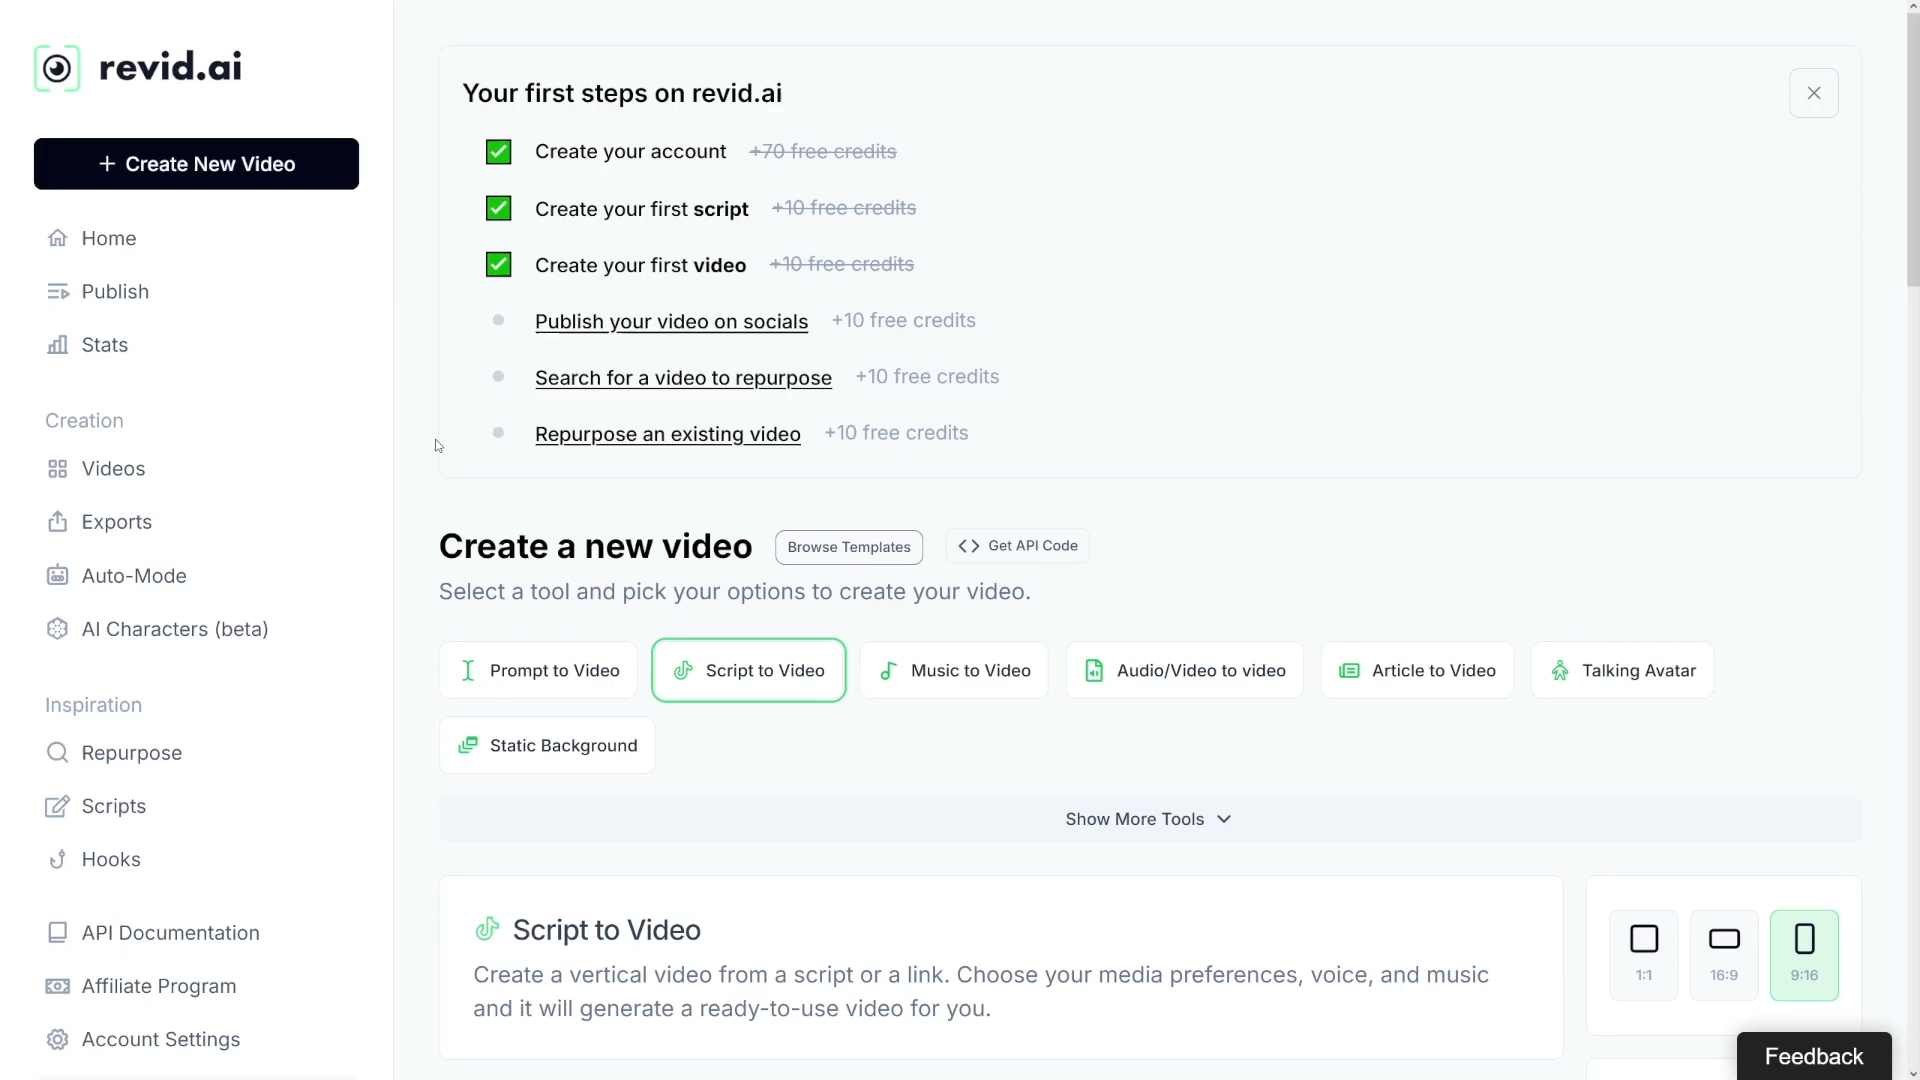 revid.ai
+ Create New Video
Home
Publish
Stats
Creation
Videos
Exports
Auto-Mode
AI Characters (beta)
Inspiration
Repurpose
Scripts
Hooks
API Documentation
Affiliate Program
Account Settings
Your first steps on revid.ai
Create your account +70 free credits
Create your first script +10 free credits
Create your first video +10 free credits
Publish your video on socials +10 free credits
Search for a video to repurpose +10 free credits
Repurpose an existing video +10 free credits
Create a new video Browse Templates <> Get API Code
Select a tool and pick your options to create your video.
Prompt to Video Script to Video Music to Video Audio/Video to video Article to Video Talking Avatar
Static Background
Show More Tools
Script to Video
Create a vertical video from a script or a link. Choose your media preferences, voice, and music
and it will generate a ready-to-use video for you.
1:1 16:9 9:16
Feedback